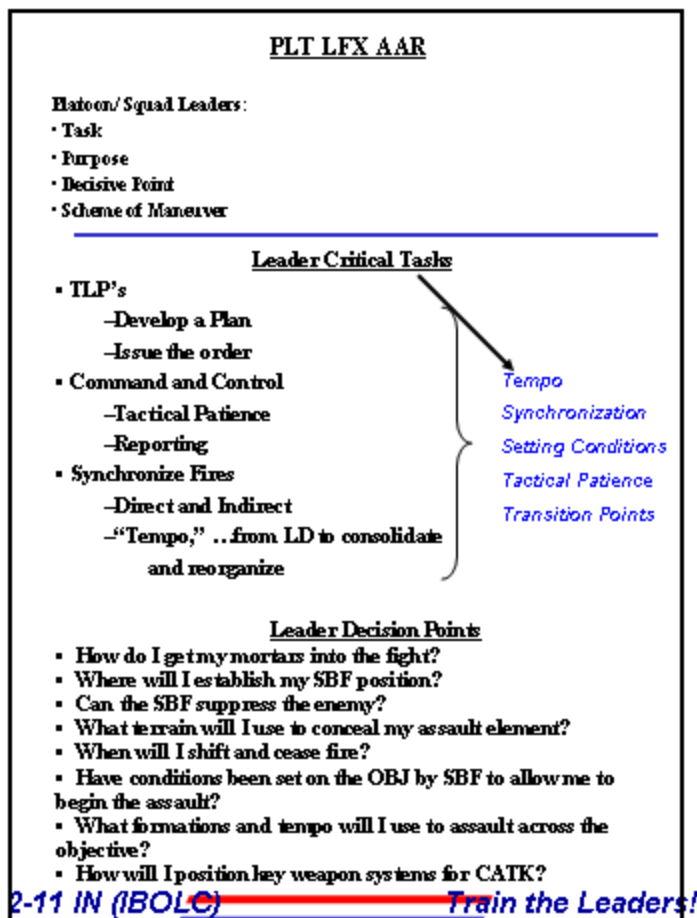 PLT LFX AAR
Platoon/Squad Leaders:
• Task
• Purpose
• Decisive Point
• Scheme of Maneuver
Leader Critical Tasks
▪ TLP's
–Develop a Plan
–Issue the order
▪ Command and Control
–Tactical Patience
–Reporting
▪ Synchronize Fires
–Direct and Indirect
–“Tempo,” …from LD to consolidate
and reorganize
Tempo
Synchronization
Setting Conditions
Tactical Patience
Transition Points
Leader Decision Points
▪ How do I get my mortars into the fight?
▪ Where will I establish my SBF position?
▪ Can the SBF suppress the enemy?
▪ What terrain will I use to conceal my assault element?
▪ When will I shift and cease fire?
▪ Have conditions been set on the OBJ by SBF to allow me to
begin the assault?
▪ What formations and tempo will I use to assault across the
objective?
▪ How will I position key weapon systems for CATK?
2-11 IN (IBOLC) Train the Leaders!